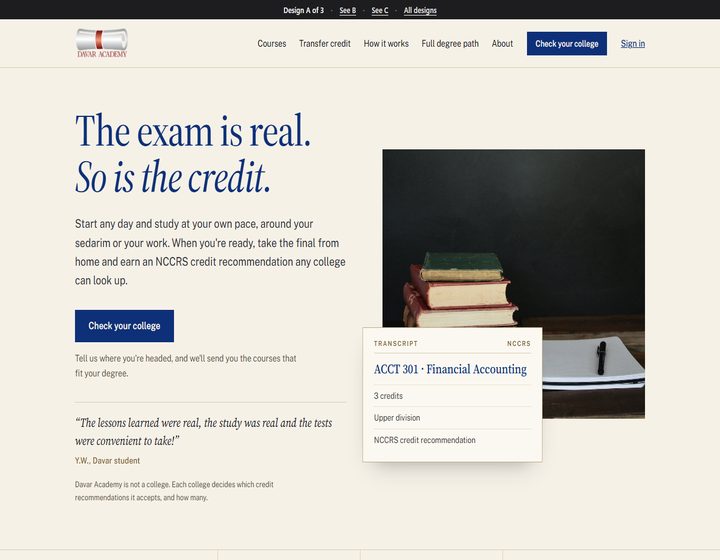 Design A of 3 · See B · See C · All designs
DAVAR ACADEMY
Courses Transfer credit How it works Full degree path About Check your college Sign in
The exam is real.
So is the credit.
Start any day and study at your own pace, around your
sedarim or your work. When you're ready, take the final from
home and earn an NCCRS credit recommendation any college
can look up.
Check your college
Tell us where you're headed, and we'll send you the courses that
fit your degree.
“The lessons learned were real, the study was real and the tests
were convenient to take!”
Y.W., Davar student
Davar Academy is not a college. Each college decides which credit
recommendations it accepts, and how many.
TRANSCRIPT NCCRS
ACCT 301 · Financial Accounting
3 credits
Upper division
NCCRS credit recommendation